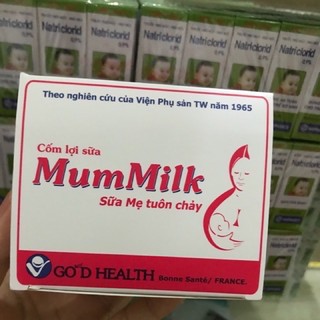 Natriclorid
Natriclorid
Natriclorid
Theo nghiên cứu của Viện Phụ sản TW năm 1965
Cốm lợi sữa
MumMilk
Sữa Mẹ tuôn chảy
GOOD HEALTH Bonne Santé/ FRANCE.